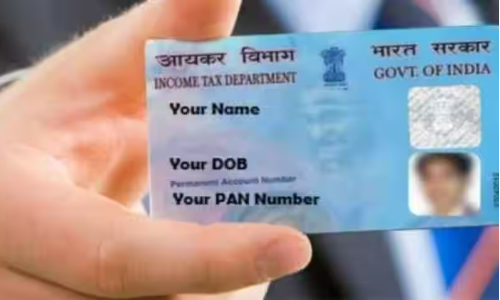 आयकर विभाग भारत सरकार
INCOME TAX DEPARTMENT GOVT. OF INDIA
Your Name
Your DOB
Permanent Account Number
Your PAN Number